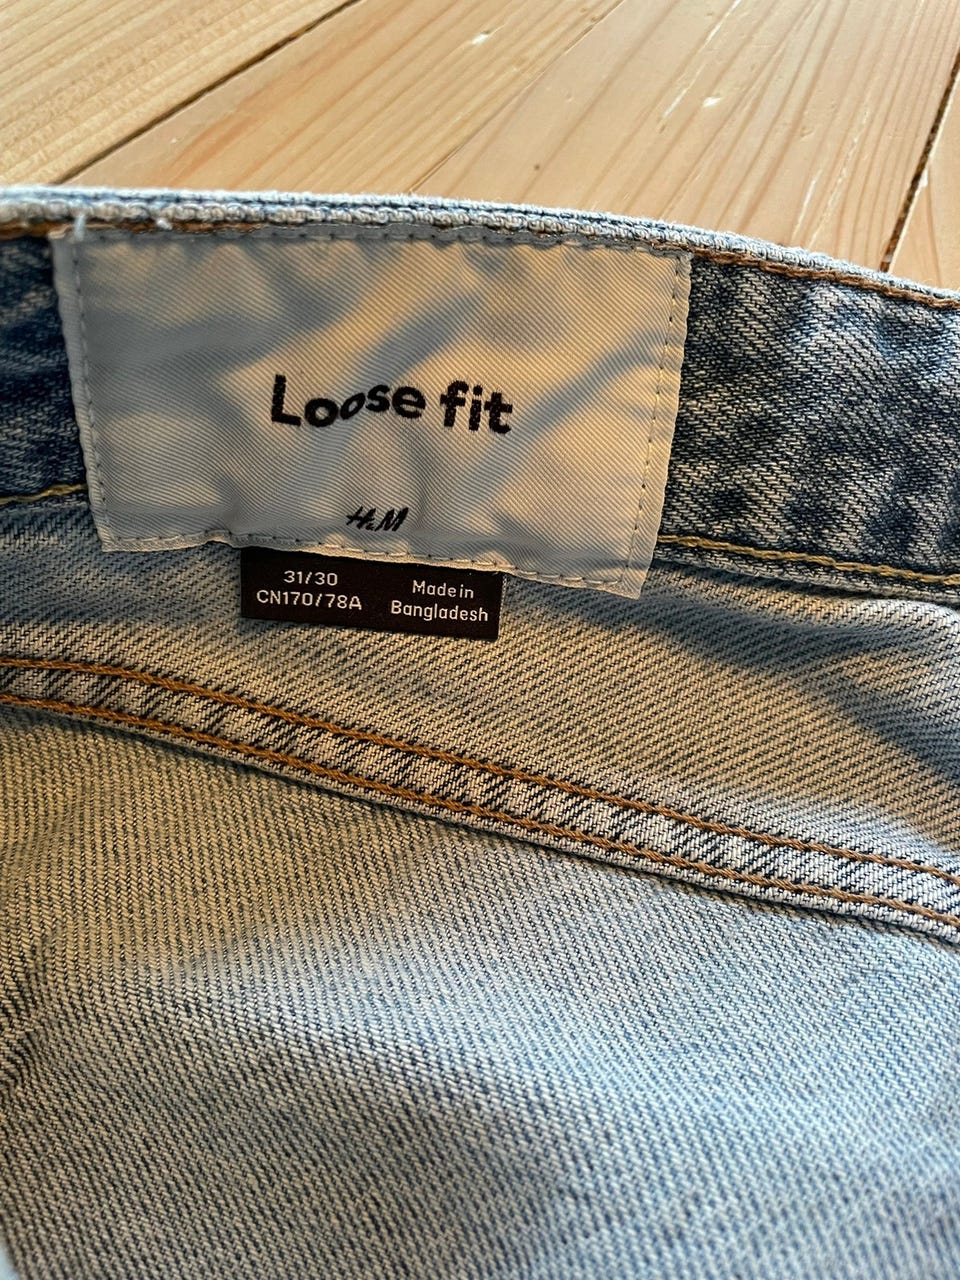 Loose fit
H&M
31/30
CN170/78A
Made in
Bangladesh